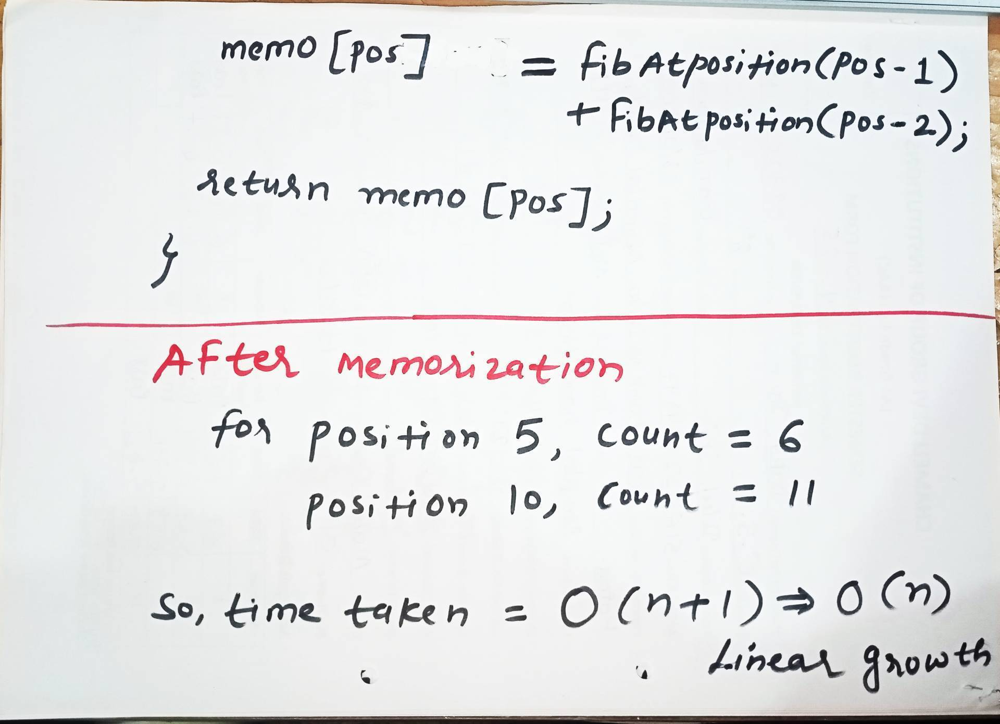 memo [pos] = fibAtposition(pos-1)
+ fibAtposition(pos-2);
return memo [pos];
}
After memorization
for position 5, count = 6
position 10, count = 11
So, time taken = O (n+1) ⇒ O (n)
Linear growth